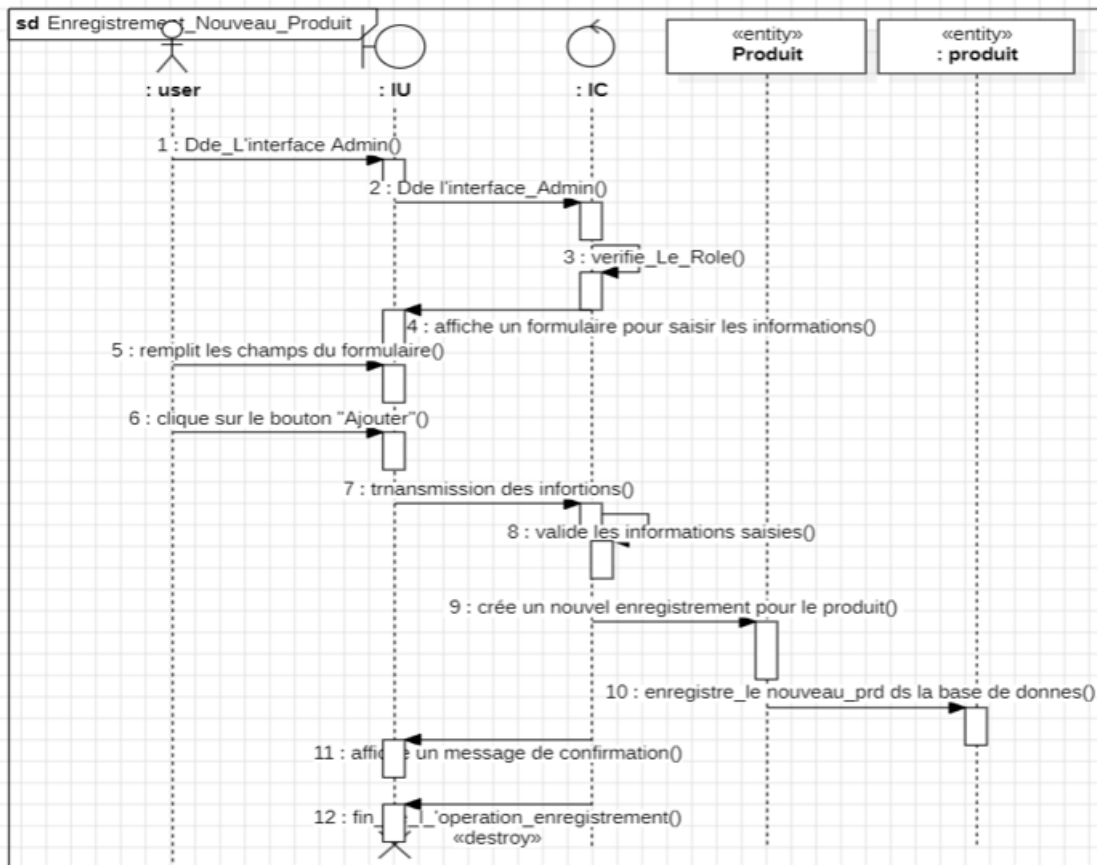 sd Enregistrement_Nouveau_Produit
«entity»
Produit
«entity»
: produit
: user
: IU
: IC
1 : Dde_L'interface Admin()
2 : Dde l'interface_Admin()
3 : verifie_Le_Role()
4 : affiche un formulaire pour saisir les informations()
5 : remplit les champs du formulaire()
6 : clique sur le bouton "Ajouter"()
7 : trnansmission des infortions()
8 : valide les informations saisies()
9 : crée un nouvel enregistrement pour le produit()
10 : enregistre_le nouveau_prd ds la base de donnes()
11 : affiche un message de confirmation()
12 : fin_ _l_'operation_enregistrement()
«destroy»